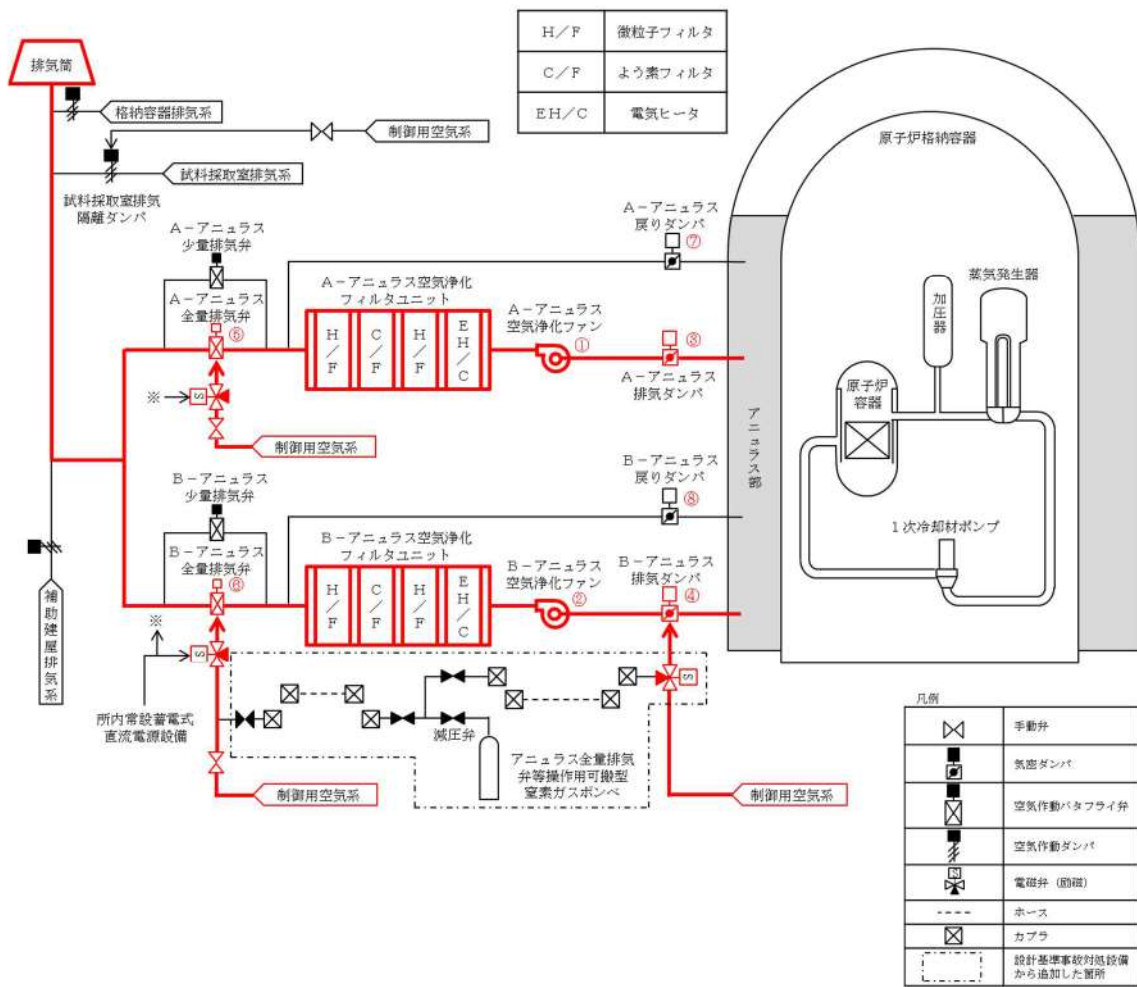 H/F 微粒子フィルタ
C/F よう素フィルタ
EH/C 電気ヒータ
排気筒
格納容器排気系
制御用空気系
試料採取室排気系
試料採取室排気
隔離ダンパ
A-アニュラス
少量排気弁
A-アニュラス
全量排気弁
⑤
A-アニュラス空気浄化
フィルタユニット
H/F
C/F
H/F
EH/C
A-アニュラス
空気浄化ファン
①
A-アニュラス
戻りダンパ
⑦
③
A-アニュラス
排気ダンパ
※
S
制御用空気系
原子炉格納容器
蒸気発生器
加圧器
原子炉
容器
1次冷却材ポンプ
アニュラス部
B-アニュラス
少量排気弁
B-アニュラス
全量排気弁
⑥
B-アニュラス空気浄化
フィルタユニット
H/F
C/F
H/F
EH/C
B-アニュラス
空気浄化ファン
②
B-アニュラス
戻りダンパ
⑧
B-アニュラス
排気ダンパ
④
補助建屋排気系
※
S
所内常設蓄電式
直流電源設備
減圧弁
S
アニュラス全量排気
弁等操作用可搬型
窒素ガスボンベ
制御用空気系
制御用空気系
凡例
手動弁
気密ダンパ
空気作動バタフライ弁
空気作動ダンパ
S
電磁弁(励磁)
ホース
カプラ
設計基準事故対処設備
から追加した箇所